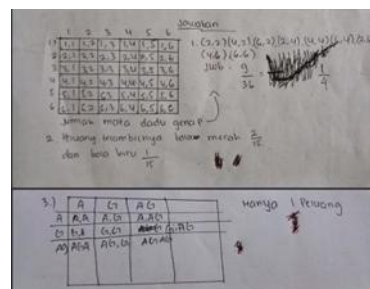 Jawaban
1 2 3 4 5 6
1 1,1 1,2 1,3 1,4 1,5 1,6
2 2,1 2,2 2,3 2,4 2,5 2,6
3 3,1 3,2 3,3 3,4 3,5 3,6
4 4,1 4,2 4,3 4,4 4,5 4,6
5 5,1 5,2 5,3 5,4 5,5 5,6
6 6,1 6,2 6,3 6,4 6,5 6,6
1. (2,2)(4,2)(6,2)(2,4)(4,4)(6,4)(2,6
(4,6)(6,6)
Jwb = 9/36 = 1/4
Jumlah mata dadu genap
2. Peluang terambilnya bola merah 2/15
dan bola biru 1/15
3.) A G AG
A A,A A,G A,AG
G G,A G,G G,AG
AG AGA AG,G AGAG
Hanya 1 Peluang